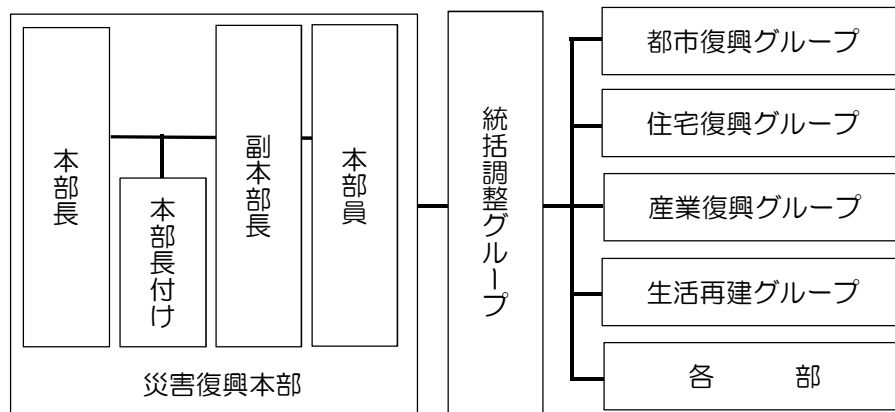 本部長
本部長付け
副本部長
本部員
災害復興本部
統括調整グループ
都市復興グループ
住宅復興グループ
産業復興グループ
生活再建グループ
各　　部